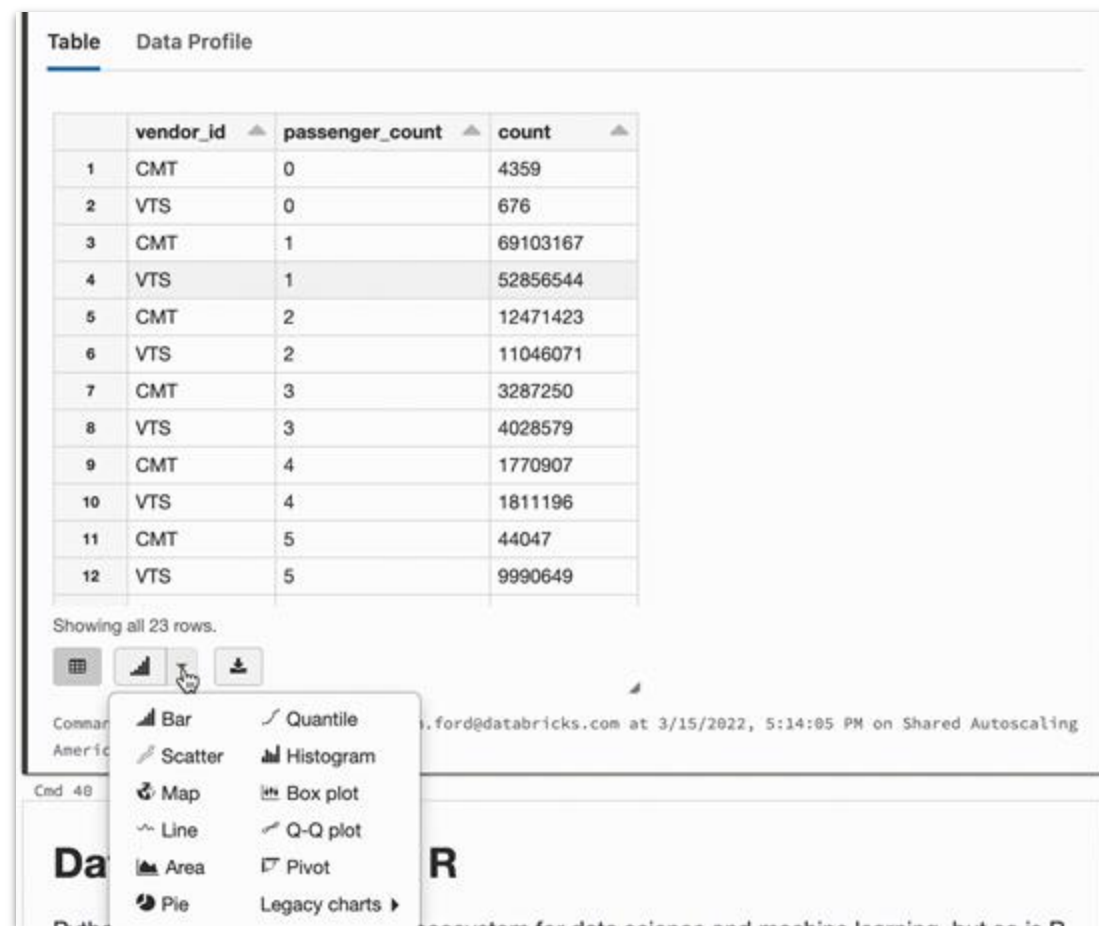 Table Data Profile
vendor_id passenger_count count
1 CMT 0 4359
2 VTS 0 676
3 CMT 1 69103167
4 VTS 1 52856544
5 CMT 2 12471423
6 VTS 2 11046071
7 CMT 3 3287250
8 VTS 3 4028579
9 CMT 4 1770907
10 VTS 4 1811196
11 CMT 5 44047
12 VTS 5 9990649
Showing all 23 rows.
Bar Quantile
Scatter Histogram
Map Box plot
Line Q-Q plot
Area Pivot
Pie Legacy charts
.ford@databricks.com at 3/15/2022, 5:14:05 PM on Shared Autoscaling
Cmd 40
R
for data science and machine learning, but so is R